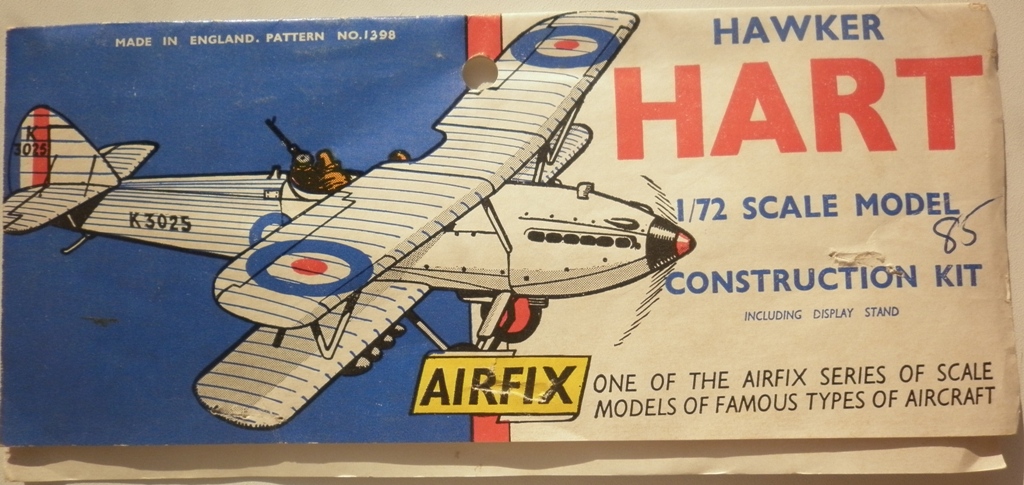 MADE IN ENGLAND. PATTERN NO.1398
HAWKER
HART
1/72 SCALE MODEL
85
CONSTRUCTION KIT
INCLUDING DISPLAY STAND
K
3025
K3025
AIRFIX
ONE OF THE AIRFIX SERIES OF SCALE
MODELS OF FAMOUS TYPES OF AIRCRAFT